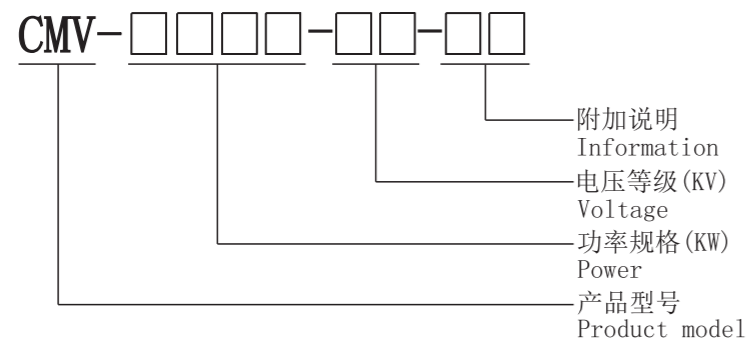 CMV-□□□□-□□-□□
附加说明
Information
电压等级(KV)
Voltage
功率规格(KW)
Power
产品型号
Product model